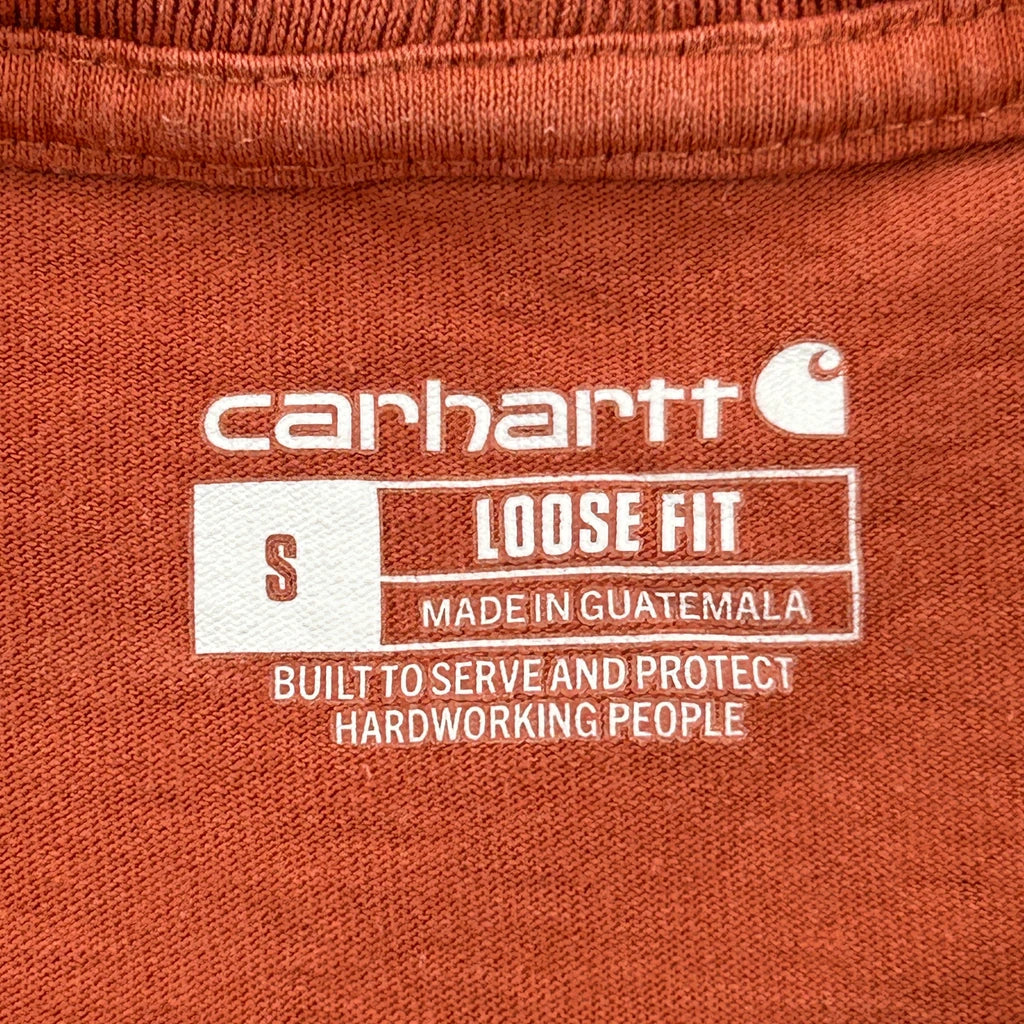 carhartt
S
LOOSE FIT
MADE IN GUATEMALA
BUILT TO SERVE AND PROTECT
HARDWORKING PEOPLE